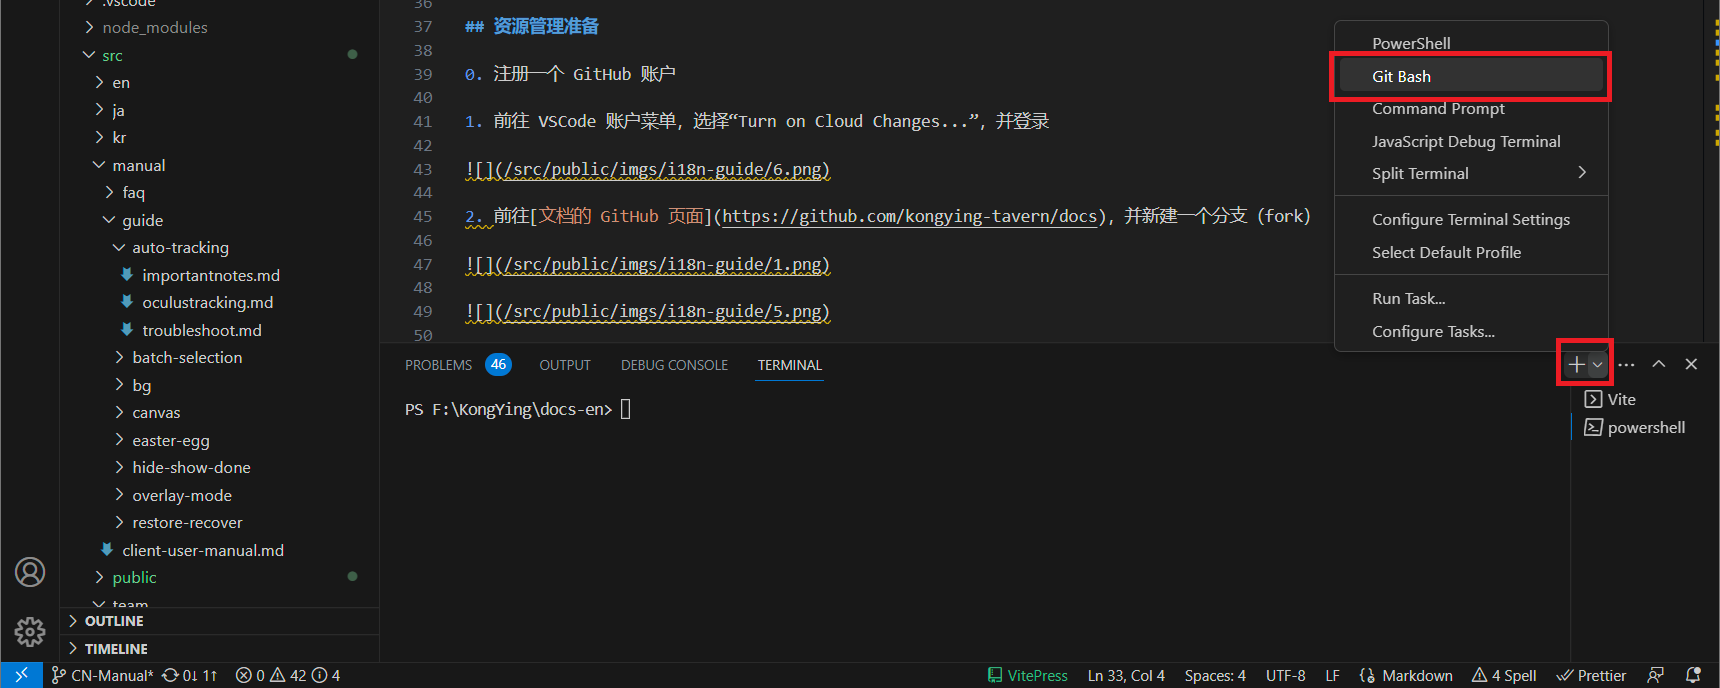 .vscode
node_modules
src
en
ja
kr
manual
faq
guide
auto-tracking
importantnotes.md
oculustracking.md
troubleshoot.md
batch-selection
bg
canvas
easter-egg
hide-show-done
overlay-mode
restore-recover
client-user-manual.md
public
team
OUTLINE
TIMELINE
36
37 ## 资源管理准备
38
39 0. 注册一个 GitHub 账户
40
41 1. 前往 VSCode 账户菜单，选择“Turn on Cloud Changes...”，并登录
42
43 ![](/src/public/imgs/i18n-guide/6.png)
44
45 2. 前往[文档的 GitHub 页面](https://github.com/kongying-tavern/docs)，并新建一个分支（fork）
46
47 ![](/src/public/imgs/i18n-guide/1.png)
48
49 ![](/src/public/imgs/i18n-guide/5.png)
50
PowerShell
Git Bash
Command Prompt
JavaScript Debug Terminal
Split Terminal
Configure Terminal Settings
Select Default Profile
Run Task...
Configure Tasks...
PROBLEMS 46 OUTPUT DEBUG CONSOLE TERMINAL
PS F:\KongYing\docs-en>
Vite
powershell
CN-Manual* 0↓ 1↑ 0 42 4 VitePress Ln 33, Col 4 Spaces: 4 UTF-8 LF Markdown 4 Spell Prettier